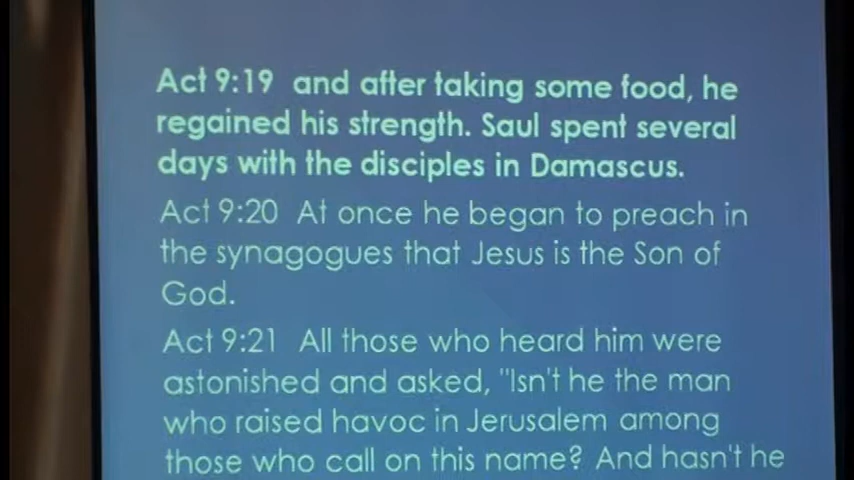 Act 9:19 and after taking some food, he
regained his strength. Saul spent several
days with the disciples in Damascus.
Act 9:20 At once he began to preach in
the synagogues that Jesus is the Son of
God.
Act 9:21 All those who heard him were
astonished and asked, "Isn't he the man
who raised havoc in Jerusalem among
those who call on this name? And hasn't he